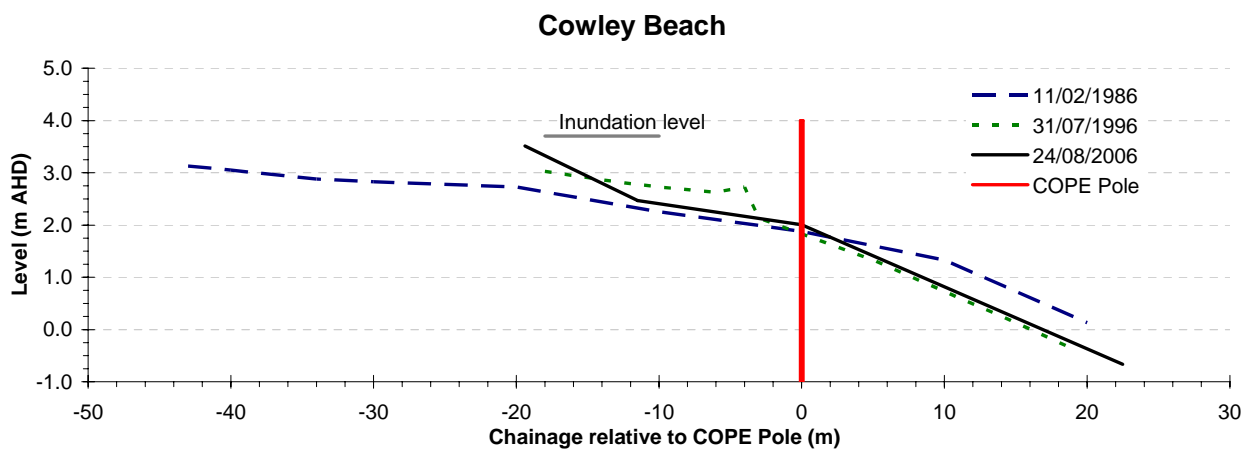 Cowley Beach
5.0
4.0
3.0
2.0
1.0
0.0
-1.0
Level (m AHD)
Inundation level
11/02/1986
31/07/1996
24/08/2006
COPE Pole
-50 -40 -30 -20 -10 0 10 20 30
Chainage relative to COPE Pole (m)